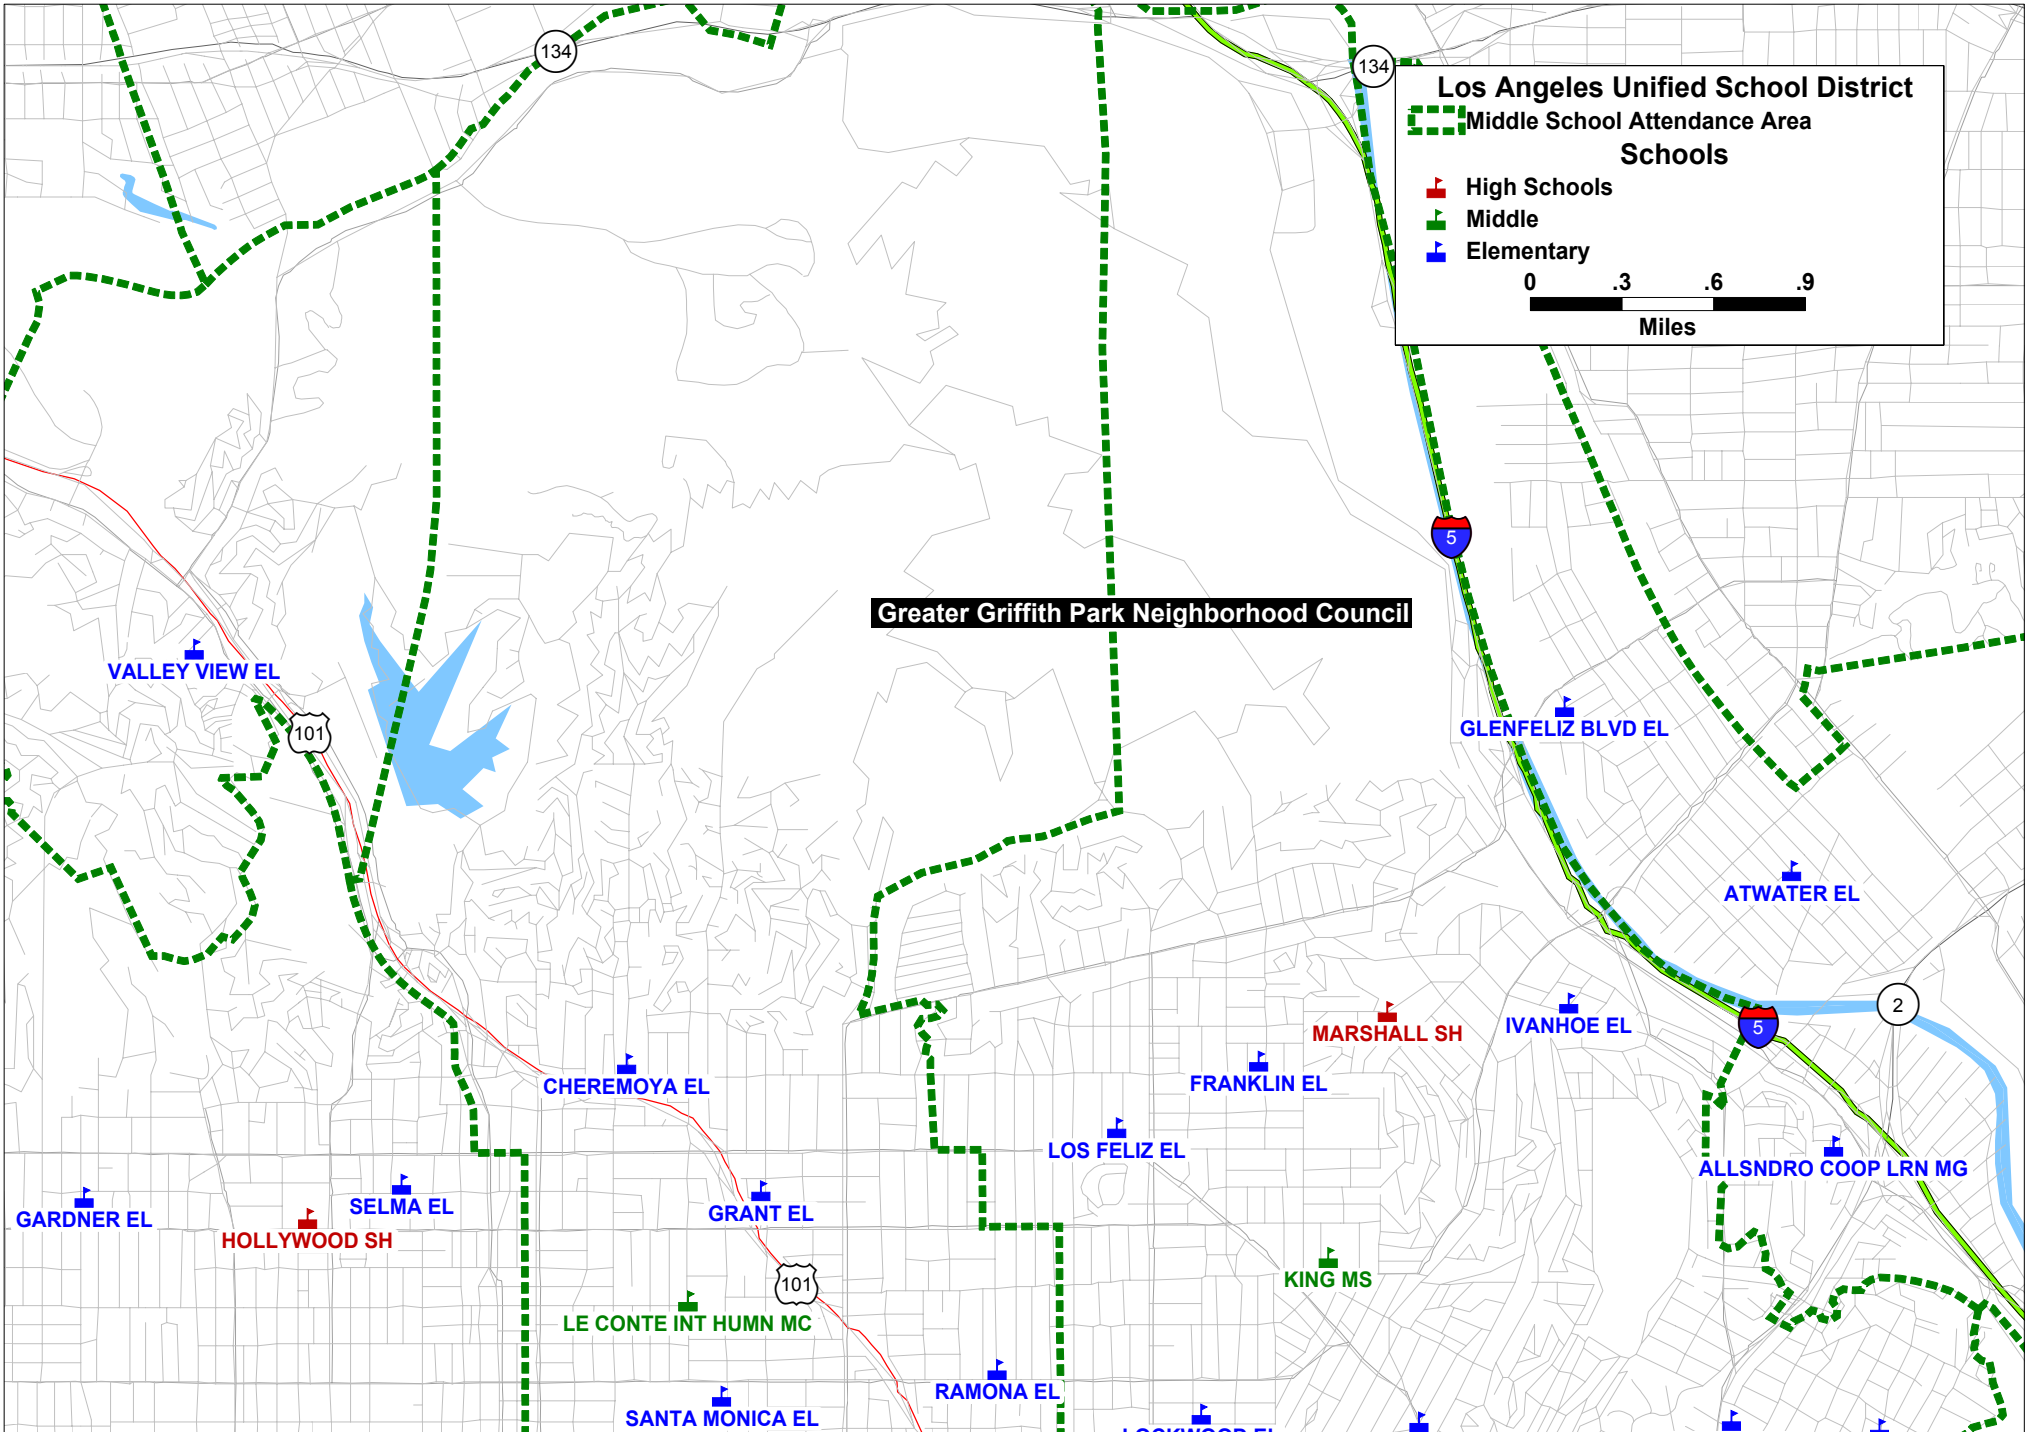 134
134
Los Angeles Unified School District
Middle School Attendance Area
Schools
High Schools
Middle
Elementary
0 .3 .6 .9
Miles
5
Greater Griffith Park Neighborhood Council
VALLEY VIEW EL
101
GLENFELIZ BLVD EL
ATWATER EL
2
MARSHALL SH
IVANHOE EL
5
CHEREMOYA EL
FRANKLIN EL
LOS FELIZ EL
ALLSNDRO COOP LRN MG
GARDNER EL
SELMA EL
GRANT EL
HOLLYWOOD SH
KING MS
101
LE CONTE INT HUMN MC
RAMONA EL
SANTA MONICA EL
LOCKWOOD EL